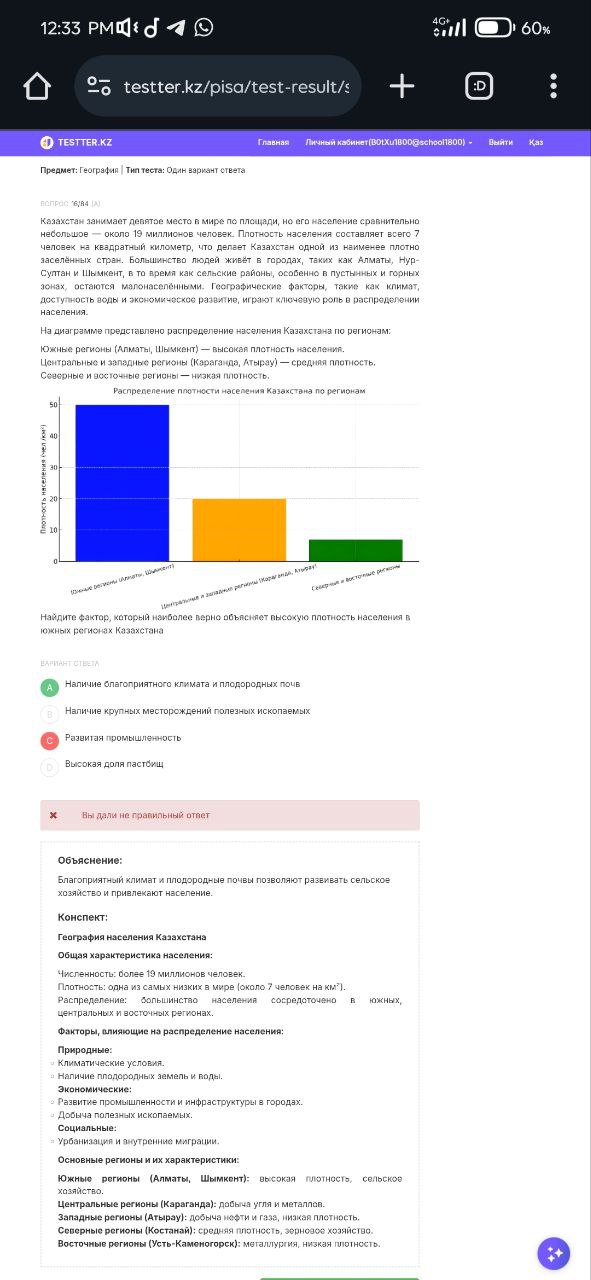 12:33 PM
4G+
60%
testter.kz/pisa/test-result/s
:D
TESTTER.KZ
Главная
Личный кабинет(B0tXu1800@school1800)
Выйти
Қаз
Предмет: География | Тип теста: Один вариант ответа
ВОПРОС 16/84 (A)
Казахстан занимает девятое место в мире по площади, но его население сравнительно
небольшое — около 19 миллионов человек. Плотность населения составляет всего 7
человек на квадратный километр, что делает Казахстан одной из наименее плотно
заселённых стран. Большинство людей живёт в городах, таких как Алматы, Нур-
Султан и Шымкент, в то время как сельские районы, особенно в пустынных и горных
зонах, остаются малонаселёнными. Географические факторы, такие как климат,
доступность воды и экономическое развитие, играют ключевую роль в распределении
населения.
На диаграмме представлено распределение населения Казахстана по регионам:
Южные регионы (Алматы, Шымкент) — высокая плотность населения.
Центральные и западные регионы (Караганда, Атырау) — средняя плотность.
Северные и восточные регионы — низкая плотность.
Распределение плотности населения Казахстана по регионам
Плотность населения (чел./км²)
50
40
30
20
10
0
Южные регионы (Алматы, Шымкент)
Центральные и западные регионы (Караганда, Атырау)
Северные и восточные регионы
Найдите фактор, который наиболее верно объясняет высокую плотность населения в
южных регионах Казахстана
ВАРИАНТ ОТВЕТА
A Наличие благоприятного климата и плодородных почв
B Наличие крупных месторождений полезных ископаемых
C Развитая промышленность
D Высокая доля пастбищ
Вы дали не правильный ответ
Объяснение:
Благоприятный климат и плодородные почвы позволяют развивать сельское
хозяйство и привлекают население.
Конспект:
География населения Казахстана
Общая характеристика населения:
Численность: более 19 миллионов человек.
Плотность: одна из самых низких в мире (около 7 человек на км²).
Распределение: большинство населения сосредоточено в южных,
центральных и восточных регионах.
Факторы, влияющие на распределение населения:
Природные:
Климатические условия.
Наличие плодородных земель и воды.
Экономические:
Развитие промышленности и инфраструктуры в городах.
Добыча полезных ископаемых.
Социальные:
Урбанизация и внутренние миграции.
Основные регионы и их характеристики:
Южные регионы (Алматы, Шымкент): высокая плотность, сельское
хозяйство.
Центральные регионы (Караганда): добыча угля и металлов.
Западные регионы (Атырау): добыча нефти и газа, низкая плотность.
Северные регионы (Костанай): средняя плотность, зерновое хозяйство.
Восточные регионы (Усть-Каменогорск): металлургия, низкая плотность.